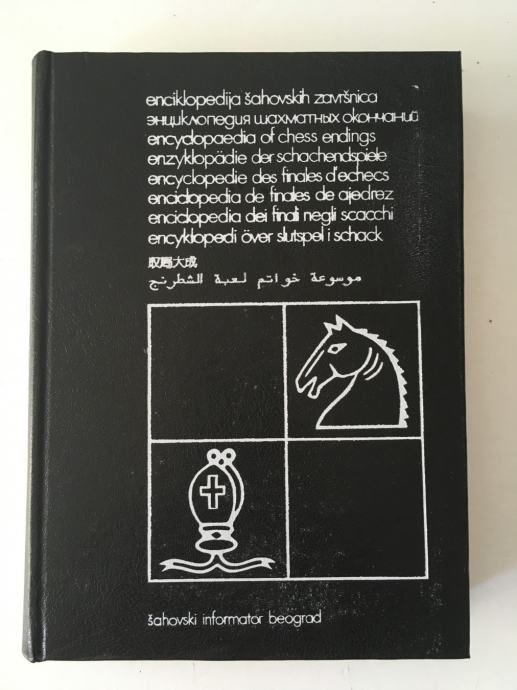 enciklopedija šahovskih završnica
энциклопедия шахматных окончаний
encyclopaedia of chess endings
enzyklopädie der schachendspiele
encyclopedie des finales d'echecs
enciclopedia de finales de ajedrez
enciclopedia dei finali negli scacchi
encyklopedi över slutspel i schack
収局大成
موسوعة خواتم لعبة الشطرنج
šahovski informator beograd